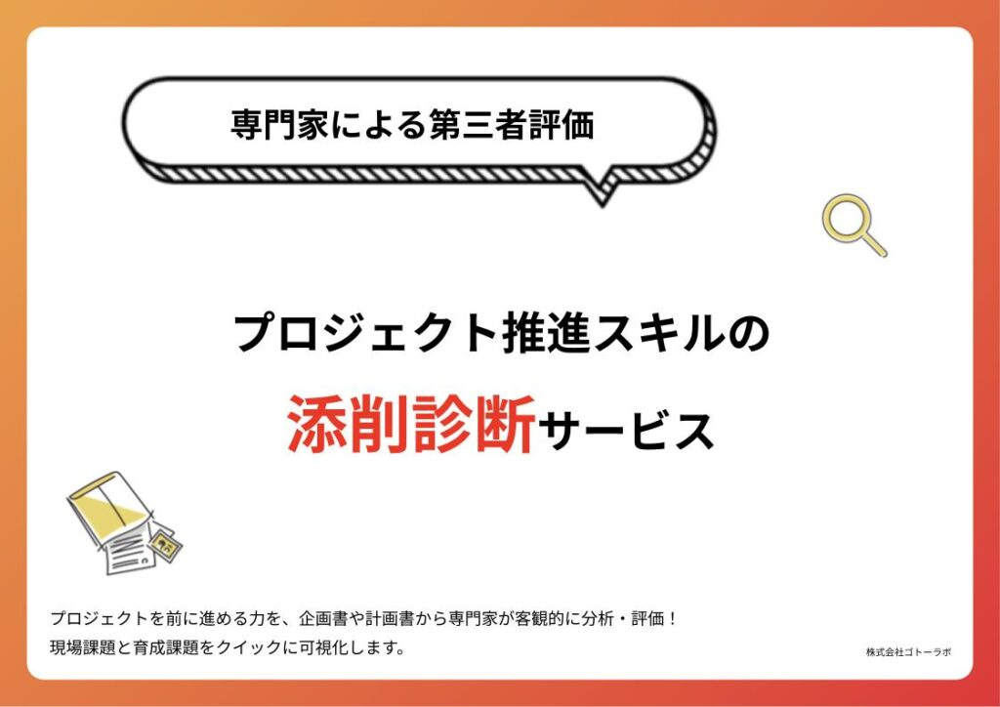 専門家による第三者評価
プロジェクト推進スキルの
添削診断サービス
プロジェクトを前に進める力を、企画書や計画書から専門家が客観的に分析・評価！
現場課題と育成課題をクイックに可視化します。
株式会社ゴトーラボ